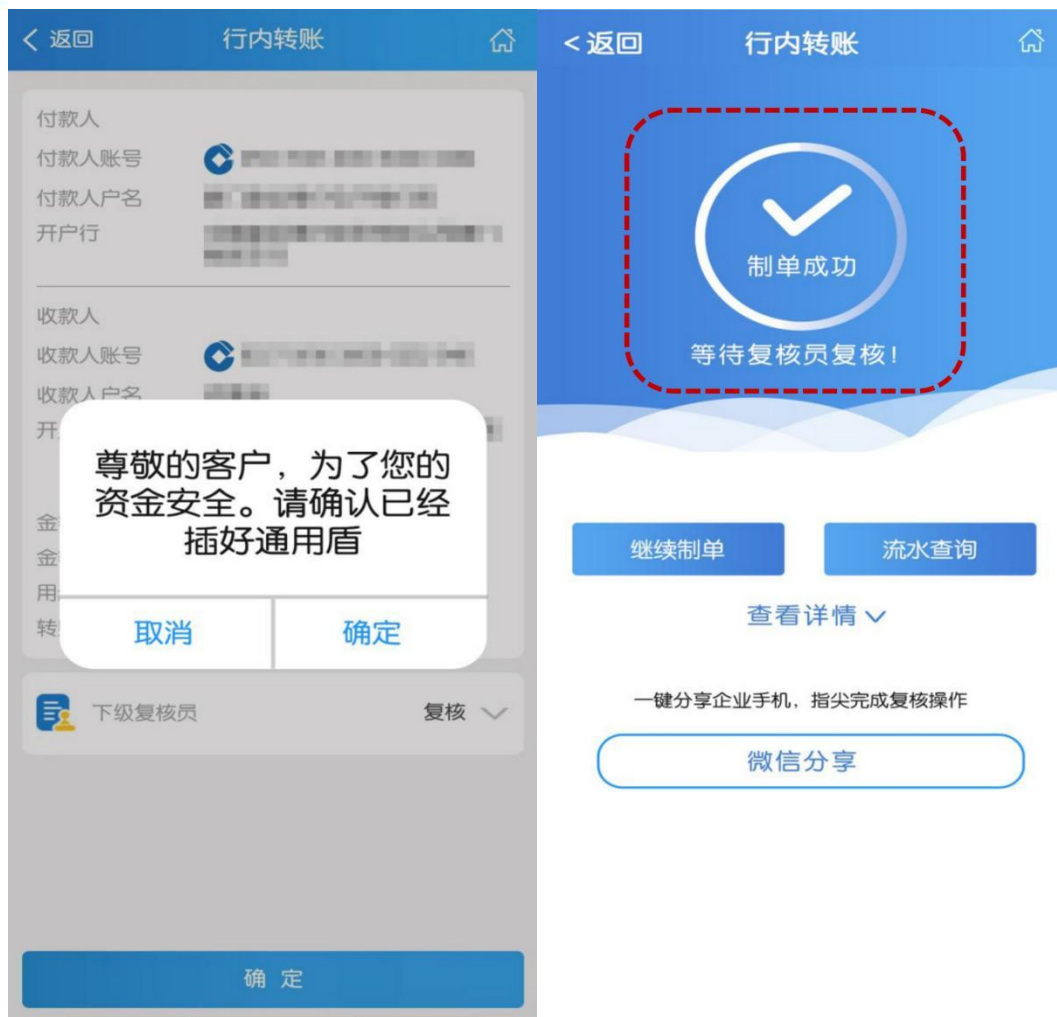 返回
行内转账
付款人
付款人账号
付款人户名
开户行
收款人
收款人账号
收款人户名
开
尊敬的客户，为了您的
资金安全。请确认已经
插好通用盾
金
金
用
转
取消 确定
下级复核员 复核
确 定
<返回 行内转账
制单成功
等待复核员复核!
继续制单 流水查询
查看详情
一键分享企业手机，指尖完成复核操作
微信分享